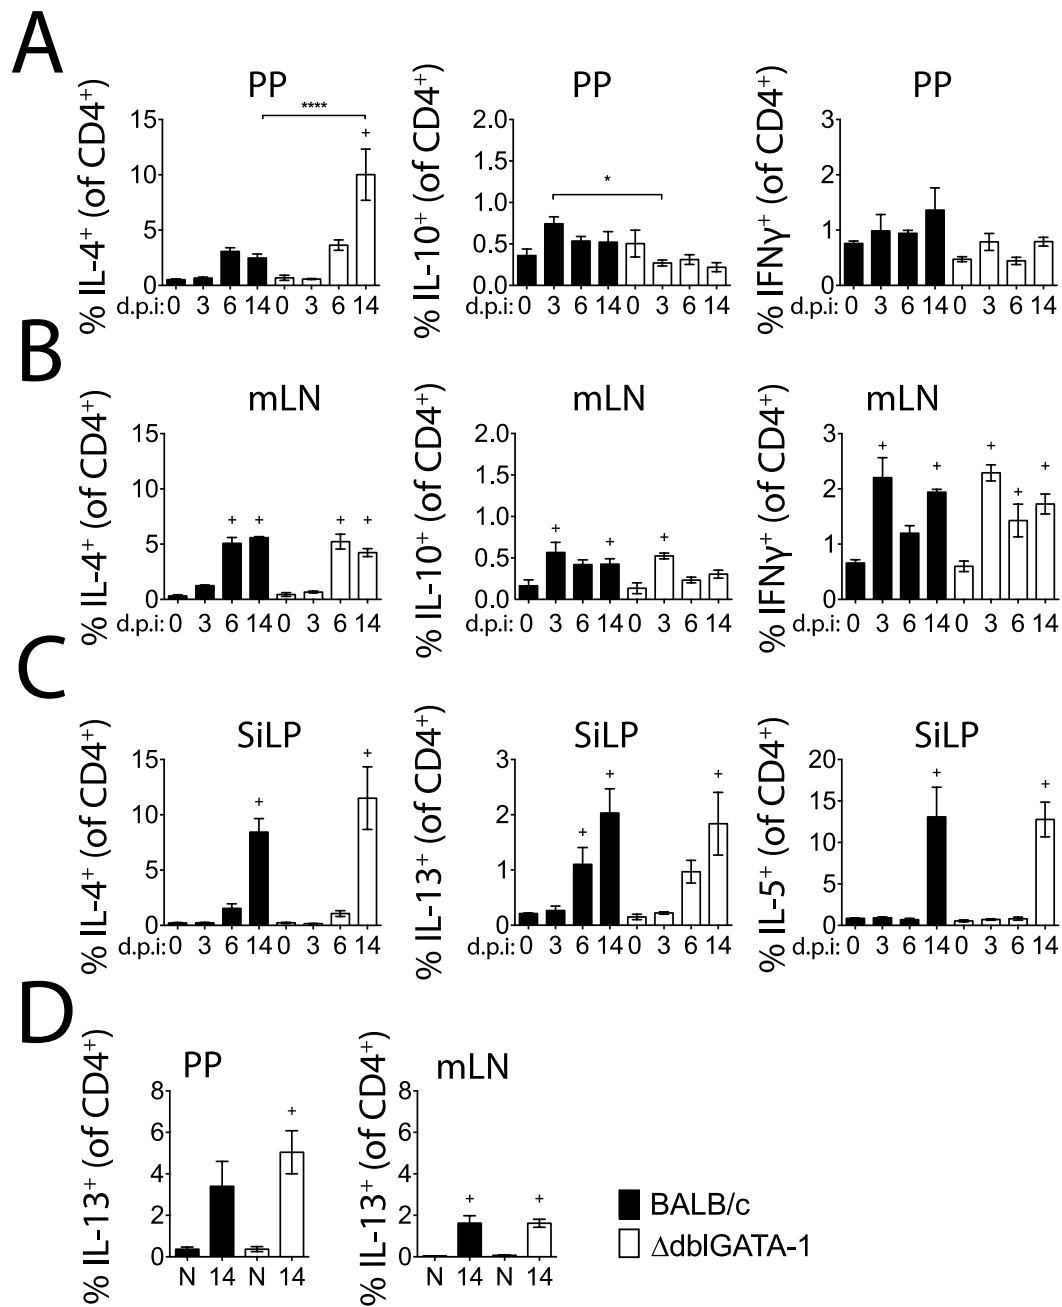 A
PP
% IL-4+ (of CD4+)
15
10
5
0
****
+
d.p.i: 0 3 6 14 0 3 6 14
PP
% IL-10+ (of CD4+)
2.0
1.5
1.0
0.5
0.0
*
d.p.i: 0 3 6 14 0 3 6 14
PP
% IFNγ+ (of CD4+)
3
2
1
0
d.p.i: 0 3 6 14 0 3 6 14
B
mLN
% IL-4+ (of CD4+)
15
10
5
0
+ + + +
d.p.i: 0 3 6 14 0 3 6 14
mLN
% IL-10+ (of CD4+)
2.0
1.5
1.0
0.5
0.0
+ + +
d.p.i: 0 3 6 14 0 3 6 14
mLN
% IFNγ+ (of CD4+)
3
2
1
0
+ + + + +
d.p.i: 0 3 6 14 0 3 6 14
C
SiLP
% IL-4+ (of CD4+)
15
10
5
0
+ +
d.p.i: 0 3 6 14 0 3 6 14
SiLP
% IL-13+ (of CD4+)
3
2
1
0
+ + +
d.p.i: 0 3 6 14 0 3 6 14
SiLP
% IL-5+ (of CD4+)
20
15
10
5
0
+ +
d.p.i: 0 3 6 14 0 3 6 14
D
PP
% IL-13+ (of CD4+)
8
6
4
2
0
+
N 14 N 14
mLN
% IL-13+ (of CD4+)
8
6
4
2
0
+ +
N 14 N 14
BALB/c
ΔdblGATA-1